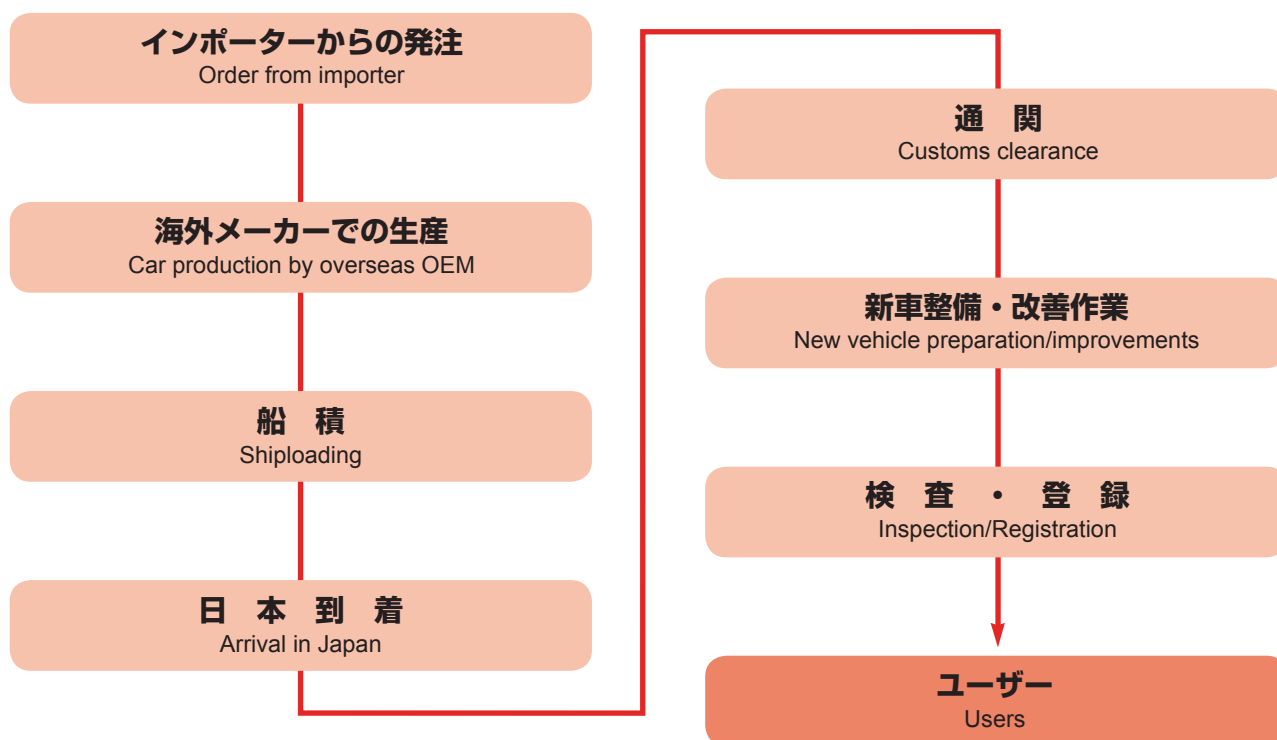 インポーターからの発注
Order from importer
海外メーカーでの生産
Car production by overseas OEM
船 積
Shiploading
日 本 到 着
Arrival in Japan
通 関
Customs clearance
新車整備・改善作業
New vehicle preparation/improvements
検 査 ・ 登 録
Inspection/Registration
ユーザー
Users